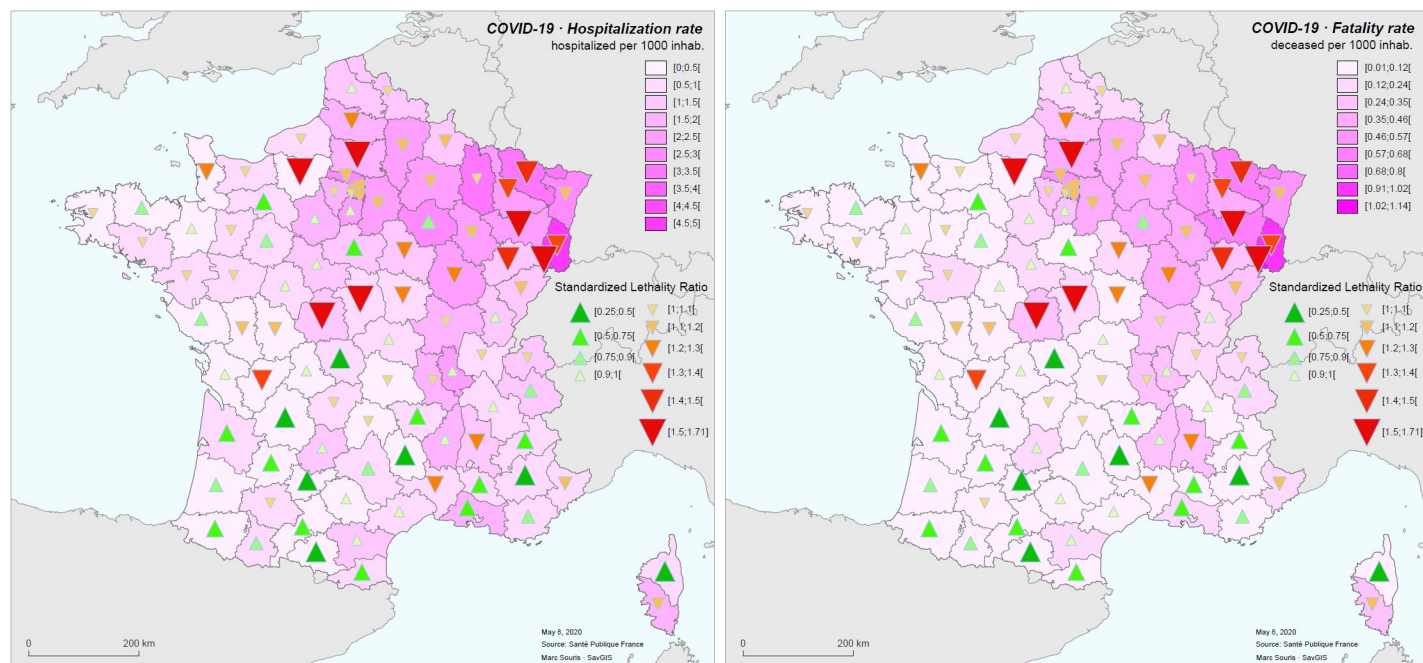 COVID-19 · Hospitalization rate
hospitalized per 1000 inhab.
[0;0.5[
[0.5;1[
[1;1.5[
[1.5;2[
[2;2.5[
[2.5;3[
[3;3.5[
[3.5;4[
[4;4.5[
[4.5;5]
Standardized Lethality Ratio
[0.25;0.5[
[0.5;0.75[
[0.75;0.9[
[0.9;1[
[1;1.1[
[1.1;1.2[
[1.2;1.3[
[1.3;1.4[
[1.4;1.5[
[1.5;1.71]
0
200 km
May 8, 2020
Source: Santé Publique France
Marc Souris - SavGIS
COVID-19 · Fatality rate
deceased per 1000 inhab.
[0.01;0.12[
[0.12;0.24[
[0.24;0.35[
[0.35;0.46[
[0.46;0.57[
[0.57;0.68[
[0.68;0.8[
[0.91;1.02[
[1.02;1.14[
Standardized Lethality Ratio
[0.25;0.5[
[0.5;0.75[
[0.75;0.9[
[0.9;1[
[1;1.1[
[1.1;1.2[
[1.2;1.3[
[1.3;1.4[
[1.4;1.5[
[1.5;1.71]
0
200 km
May 8, 2020
Source: Santé Publique France
Marc Souris - SavGIS